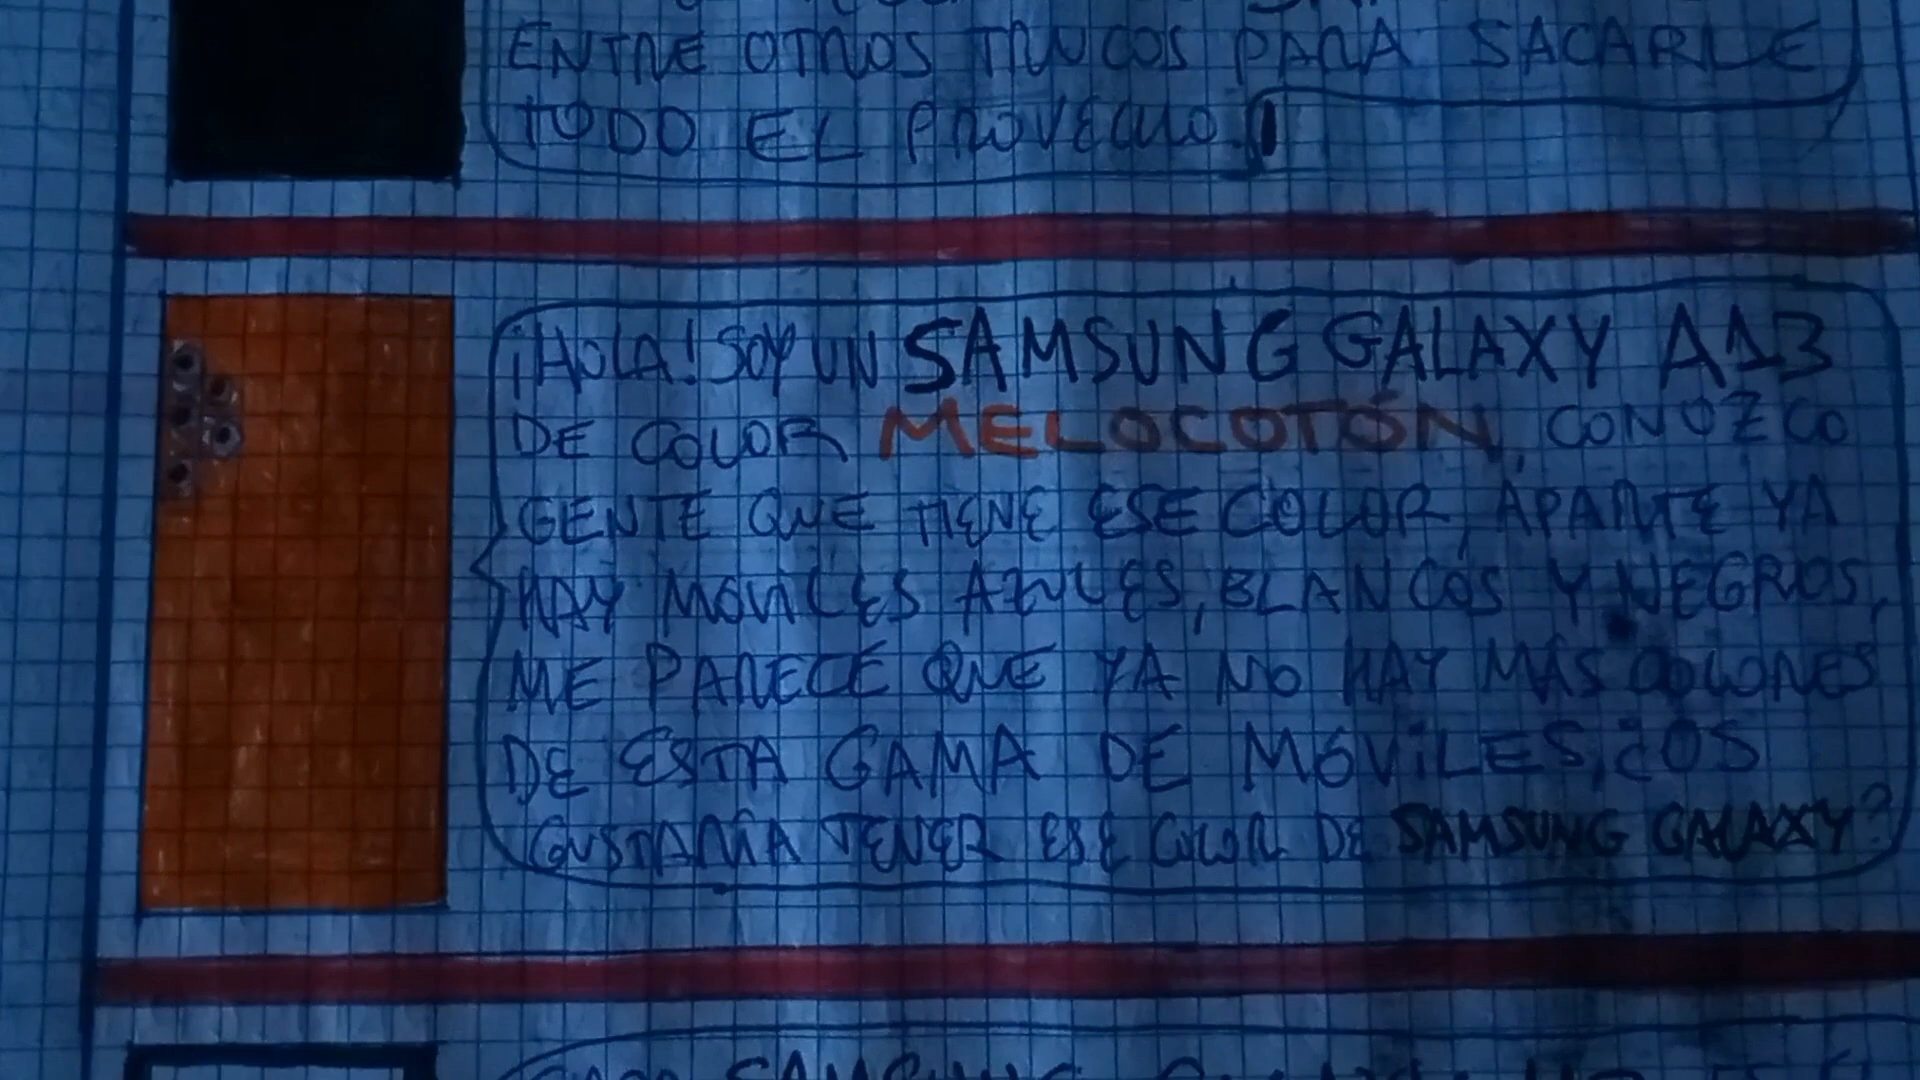 ENTRE OTROS TRUCOS PARA SACARLE
TODO EL PROVECHO.
¡HOLA! SOY UN SAMSUNG GALAXY A13
DE COLOR MELOCOTÓN, CONOZCO
GENTE QUE TIENE ESE COLOR, APARTE YA
HAY MÓVILES AZULES, BLANCOS Y NEGROS,
ME PARECE QUE YA NO HAY MÁS COLORES
DE ESTA GAMA DE MÓVILES, ¿OS
GUSTARÍA TENER ESE COLOR DE SAMSUNG GALAXY?
SAMSUNG